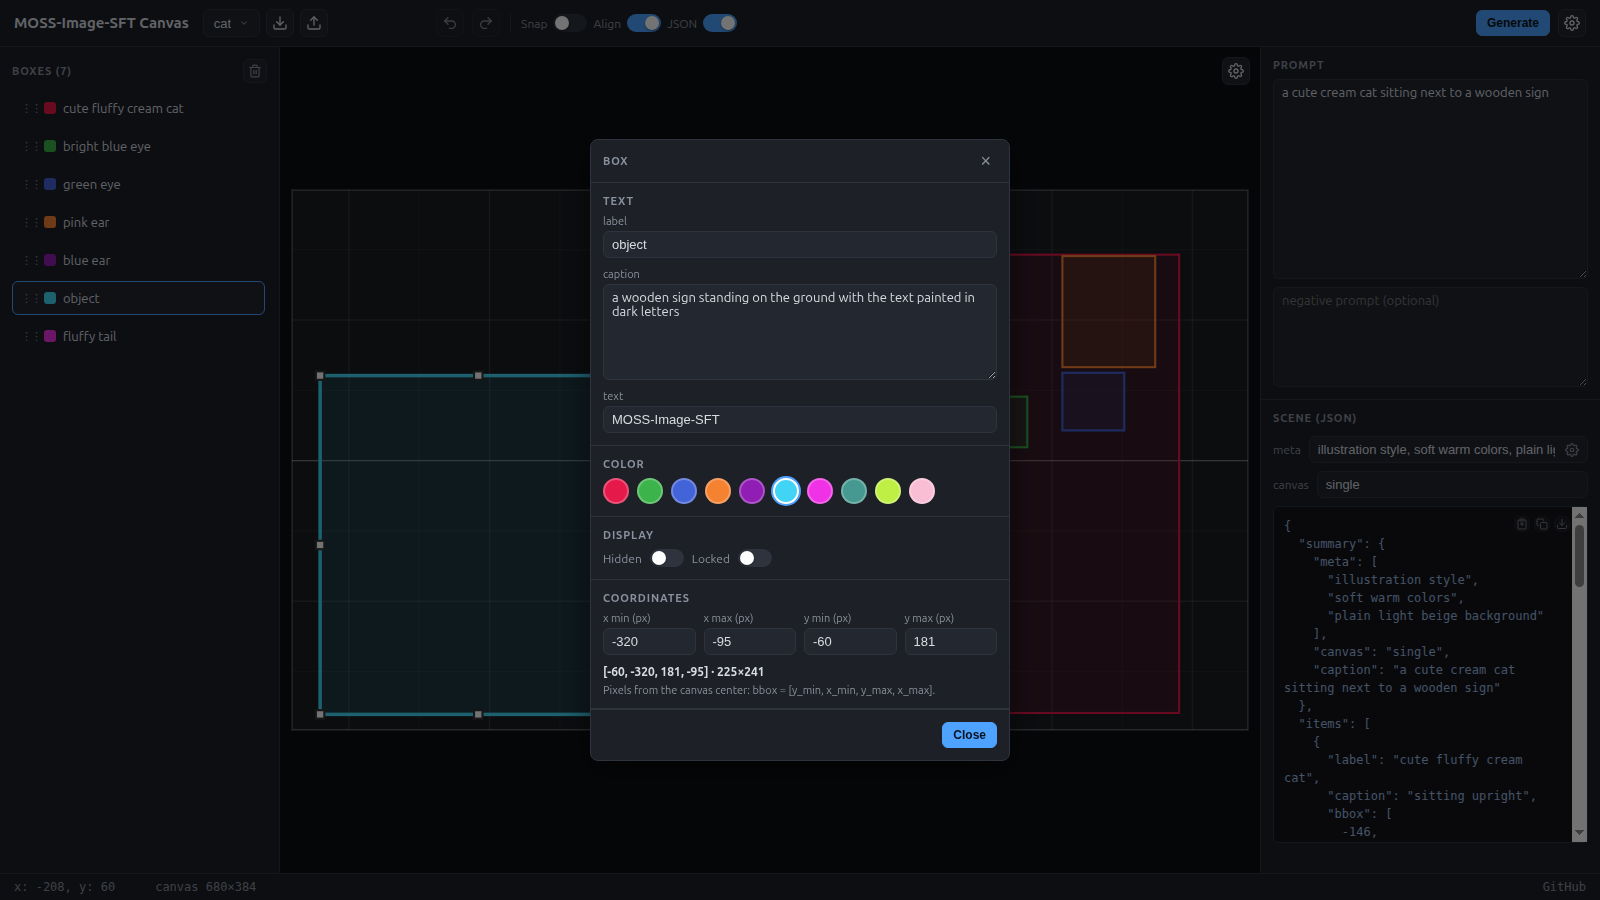 MOSS-Image-SFT Canvas
cat
Snap
Align
JSON
Generate
BOXES (7)
cute fluffy cream cat
bright blue eye
green eye
pink ear
blue ear
object
fluffy tail
BOX
×
TEXT
label
object
caption
a wooden sign standing on the ground with the text painted in
dark letters
text
MOSS-Image-SFT
COLOR
DISPLAY
Hidden
Locked
COORDINATES
x min (px)
x max (px)
y min (px)
y max (px)
-320
-95
-60
181
[-60, -320, 181, -95] · 225×241
Pixels from the canvas center: bbox = [y_min, x_min, y_max, x_max].
Close
PROMPT
a cute cream cat sitting next to a wooden sign
negative prompt (optional)
SCENE (JSON)
meta
illustration style, soft warm colors, plain li
canvas
single
{
"summary": {
"meta": [
"illustration style",
"soft warm colors",
"plain light beige background"
],
"canvas": "single",
"caption": "a cute cream cat
sitting next to a wooden sign"
},
"items": [
{
"label": "cute fluffy cream
cat",
"caption": "sitting upright",
"bbox": [
-146,
x: -208, y: 60
canvas 680×384
GitHub